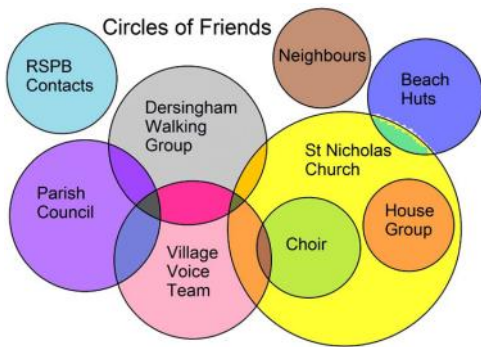 Circles of Friends
RSPB
Contacts
Neighbours
Beach
Huts
Dersingham
Walking
Group
St Nicholas
Church
Parish
Council
House
Group
Choir
Village
Voice
Team